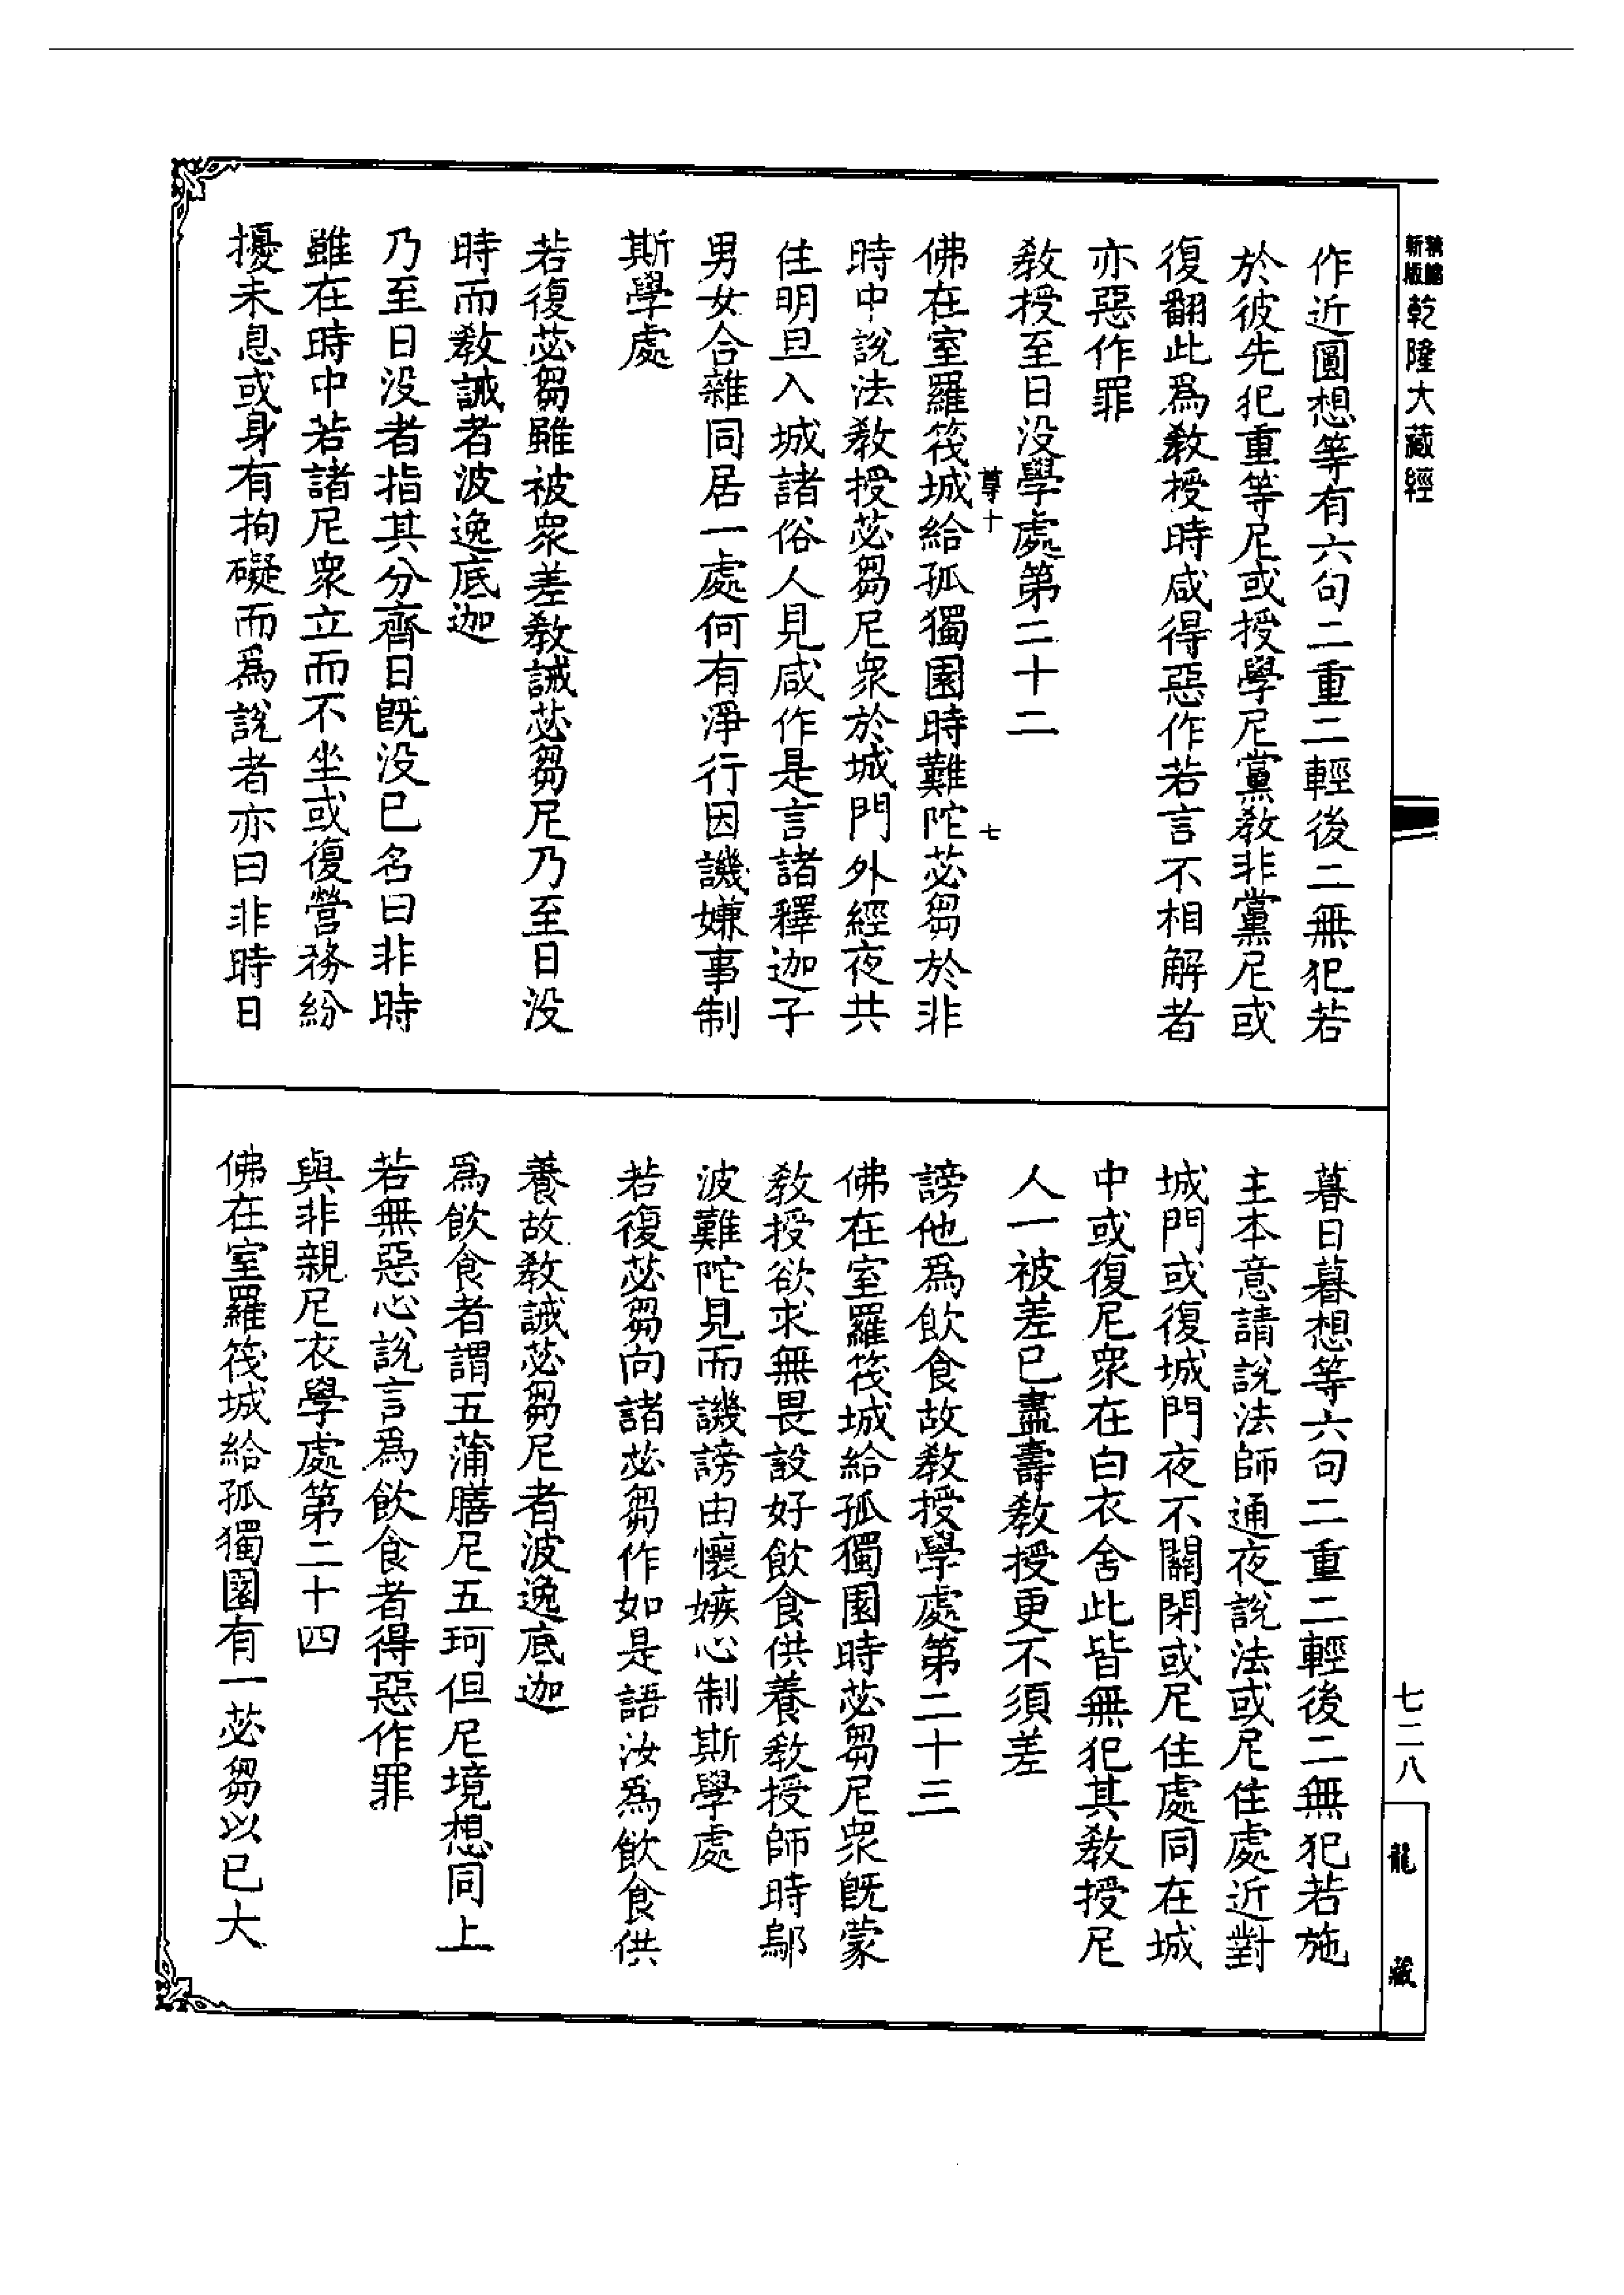 新版精縮乾隆大藏經
作近圓想等有六句二重二輕後二無犯若
於彼先犯重等尼或授學尼黨教非黨尼或
復翻此爲教授時咸得惡作若言不相解者
亦惡作罪
教授至日没學處第二十二
尊十 七
佛在室羅筏城給孤獨園時難陀苾芻於非
時中說法教授苾芻尼衆於城門外經夜共
住明旦入城諸俗人見咸作是言諸釋迦子
男女合雜同居一處何有淨行因譏嫌事制
斯學處
若復苾芻雖被衆差教誡苾芻尼乃至日没
時而教誡者波逸底迦
乃至日没者指其分齊日旣没已名曰非時
雖在時中若諸尼衆立而不坐或復營務紛
擾未息或身有拘礙而爲說者亦曰非時日
暮日暮想等六句二重二輕後二無犯若施
主本意請說法師通夜說法或尼住處近對
城門或復城門夜不關閉或尼住處同在城
中或復尼衆在白衣舍此皆無犯其教授尼
人一被差已盡壽教授更不須差
謗他爲飮食故教授學處第二十三
佛在室羅筏城給孤獨園時苾芻尼衆旣蒙
教授欲求無畏設好飮食供養教授師時鄔
波難陀見而譏謗由懷嫉心制斯學處
若復苾芻向諸苾芻作如是語汝爲飮食供
養故教誡苾芻尼者波逸底迦
爲飮食者謂五蒲膳尼五珂但尼境想同上
若無惡心說言爲飮食者得惡作罪
與非親尼衣學處第二十四
佛在室羅筏城給孤獨園有一苾芻以已大
七二八
龍藏